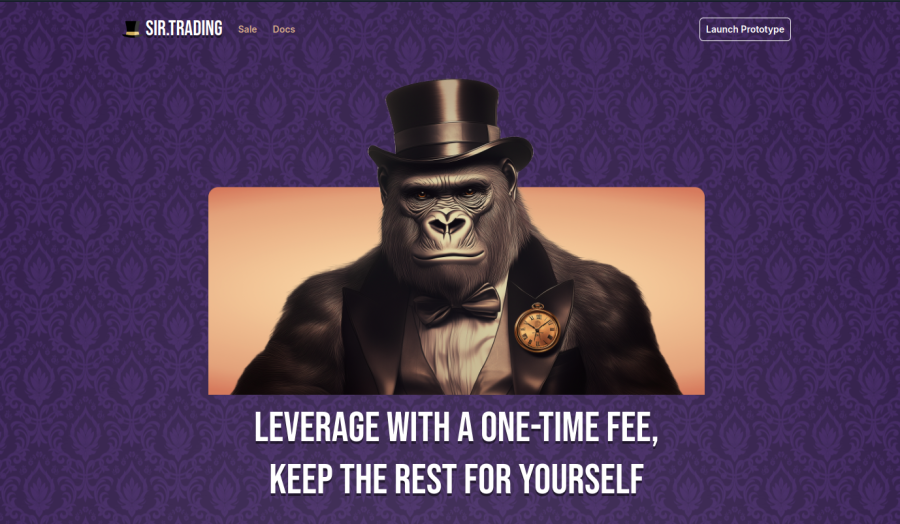 SIR.TRADING Sale Docs Launch Prototype
LEVERAGE WITH A ONE-TIME FEE,
KEEP THE REST FOR YOURSELF